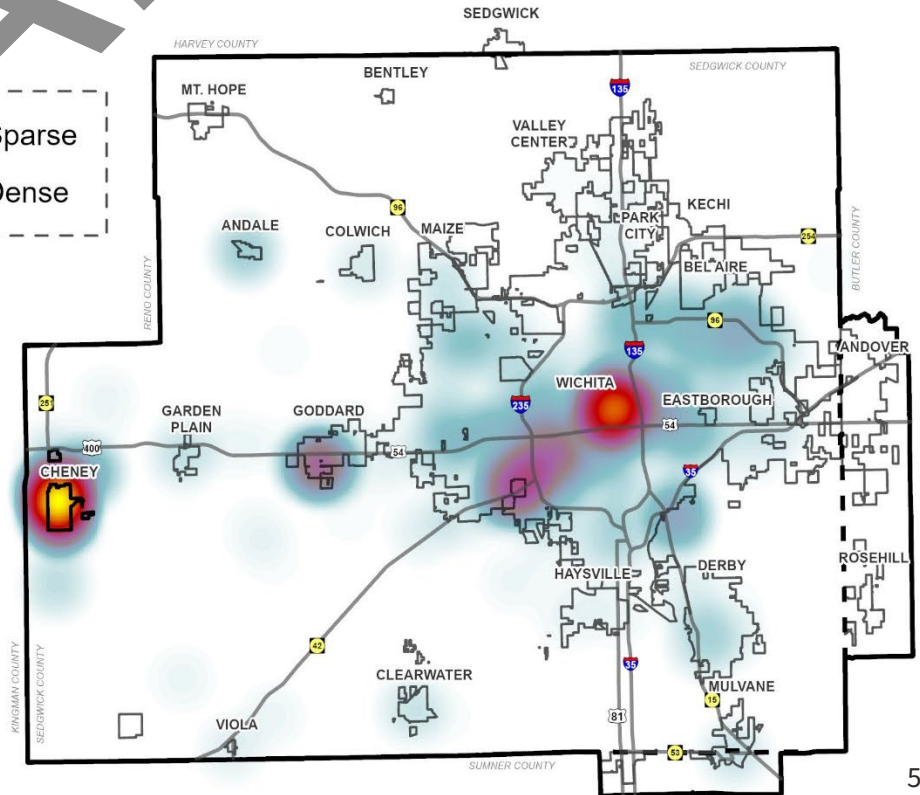 SEDGWICK
HARVEY COUNTY
SEDGWICK COUNTY
BENTLEY
135
MT. HOPE
parse
ense
VALLEY
CENTER
96
KECHI
PARK
CITY
ANDALE
COLWICH
MAIZE
254
BEL AIRE
BUTLER COUNTY
RENO COUNTY
96
135
ANDOVER
WICHITA
251
235
EASTBOROUGH
GARDEN
PLAIN
GODDARD
54
400
54
CHENEY
35
HAYSVILLE
DERBY
ROSEHILL
42
35
CLEARWATER
MULVANE
KINGMAN COUNTY
SEDGWICK COUNTY
15
81
VIOLA
53
SUMNER COUNTY
5